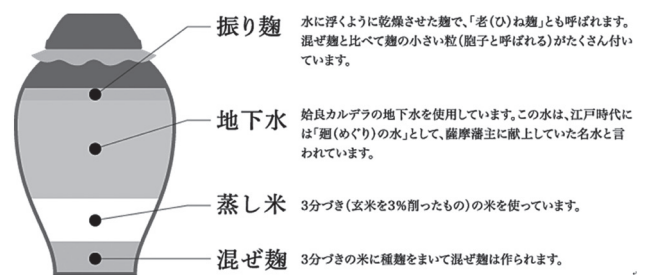 振り麹
水に浮くように乾燥させた麹で、「老(ひ)ね麹」とも呼ばれます。
混ぜ麹と比べて麹の小さい粒(胞子と呼ばれる)がたくさん付い
ています。
地下水
姶良カルデラの地下水を使用しています。この水は、江戸時代に
は「廻(めぐり)の水」として、薩摩藩主に献上していた名水と言
われています。
蒸し米
3分づき(玄米を3%削ったもの)の米を使っています。
混ぜ麹
3分づきの米に種麹をまいて混ぜ麹は作られます。